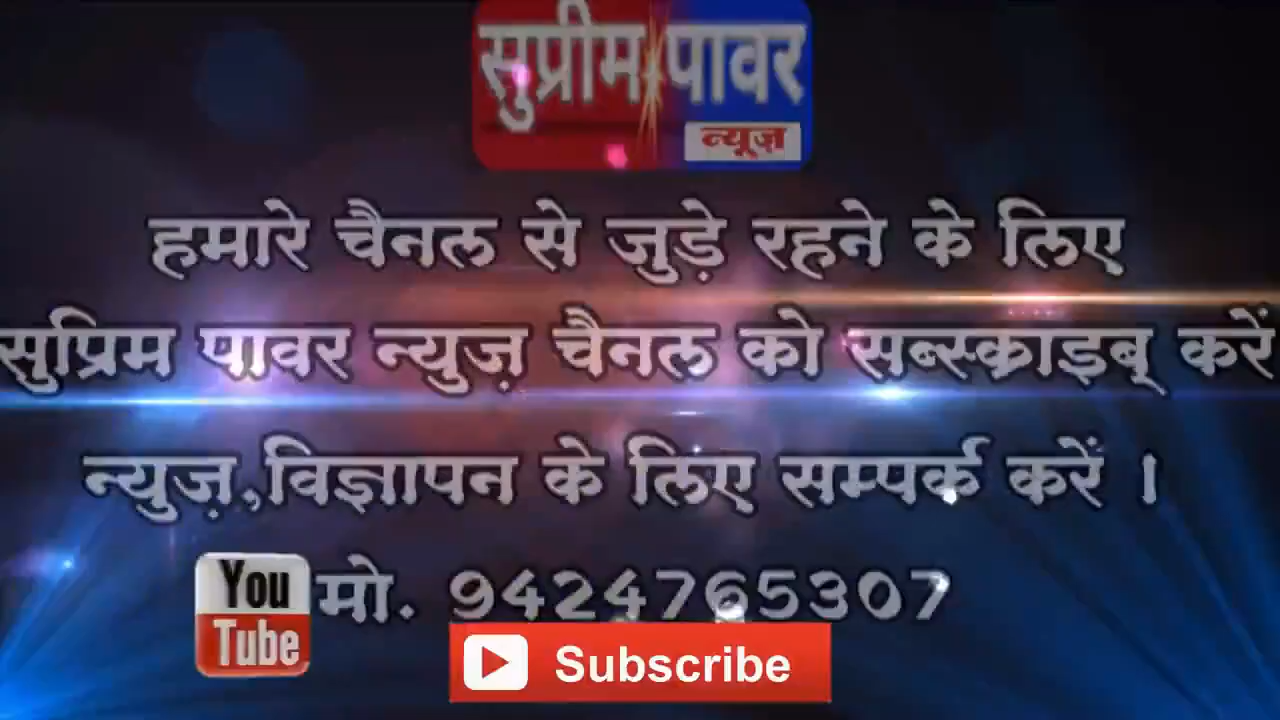 सुप्रीम पावर
न्यूज़
हमारे चैनल से जुड़े रहने के लिए
सुप्रिम पावर न्युज़ चैनल को सब्स्क्राइब् करें
न्युज़,विज्ञापन के लिए सम्पर्क करें ।
You
Tube
मो. 9424765307
Subscribe